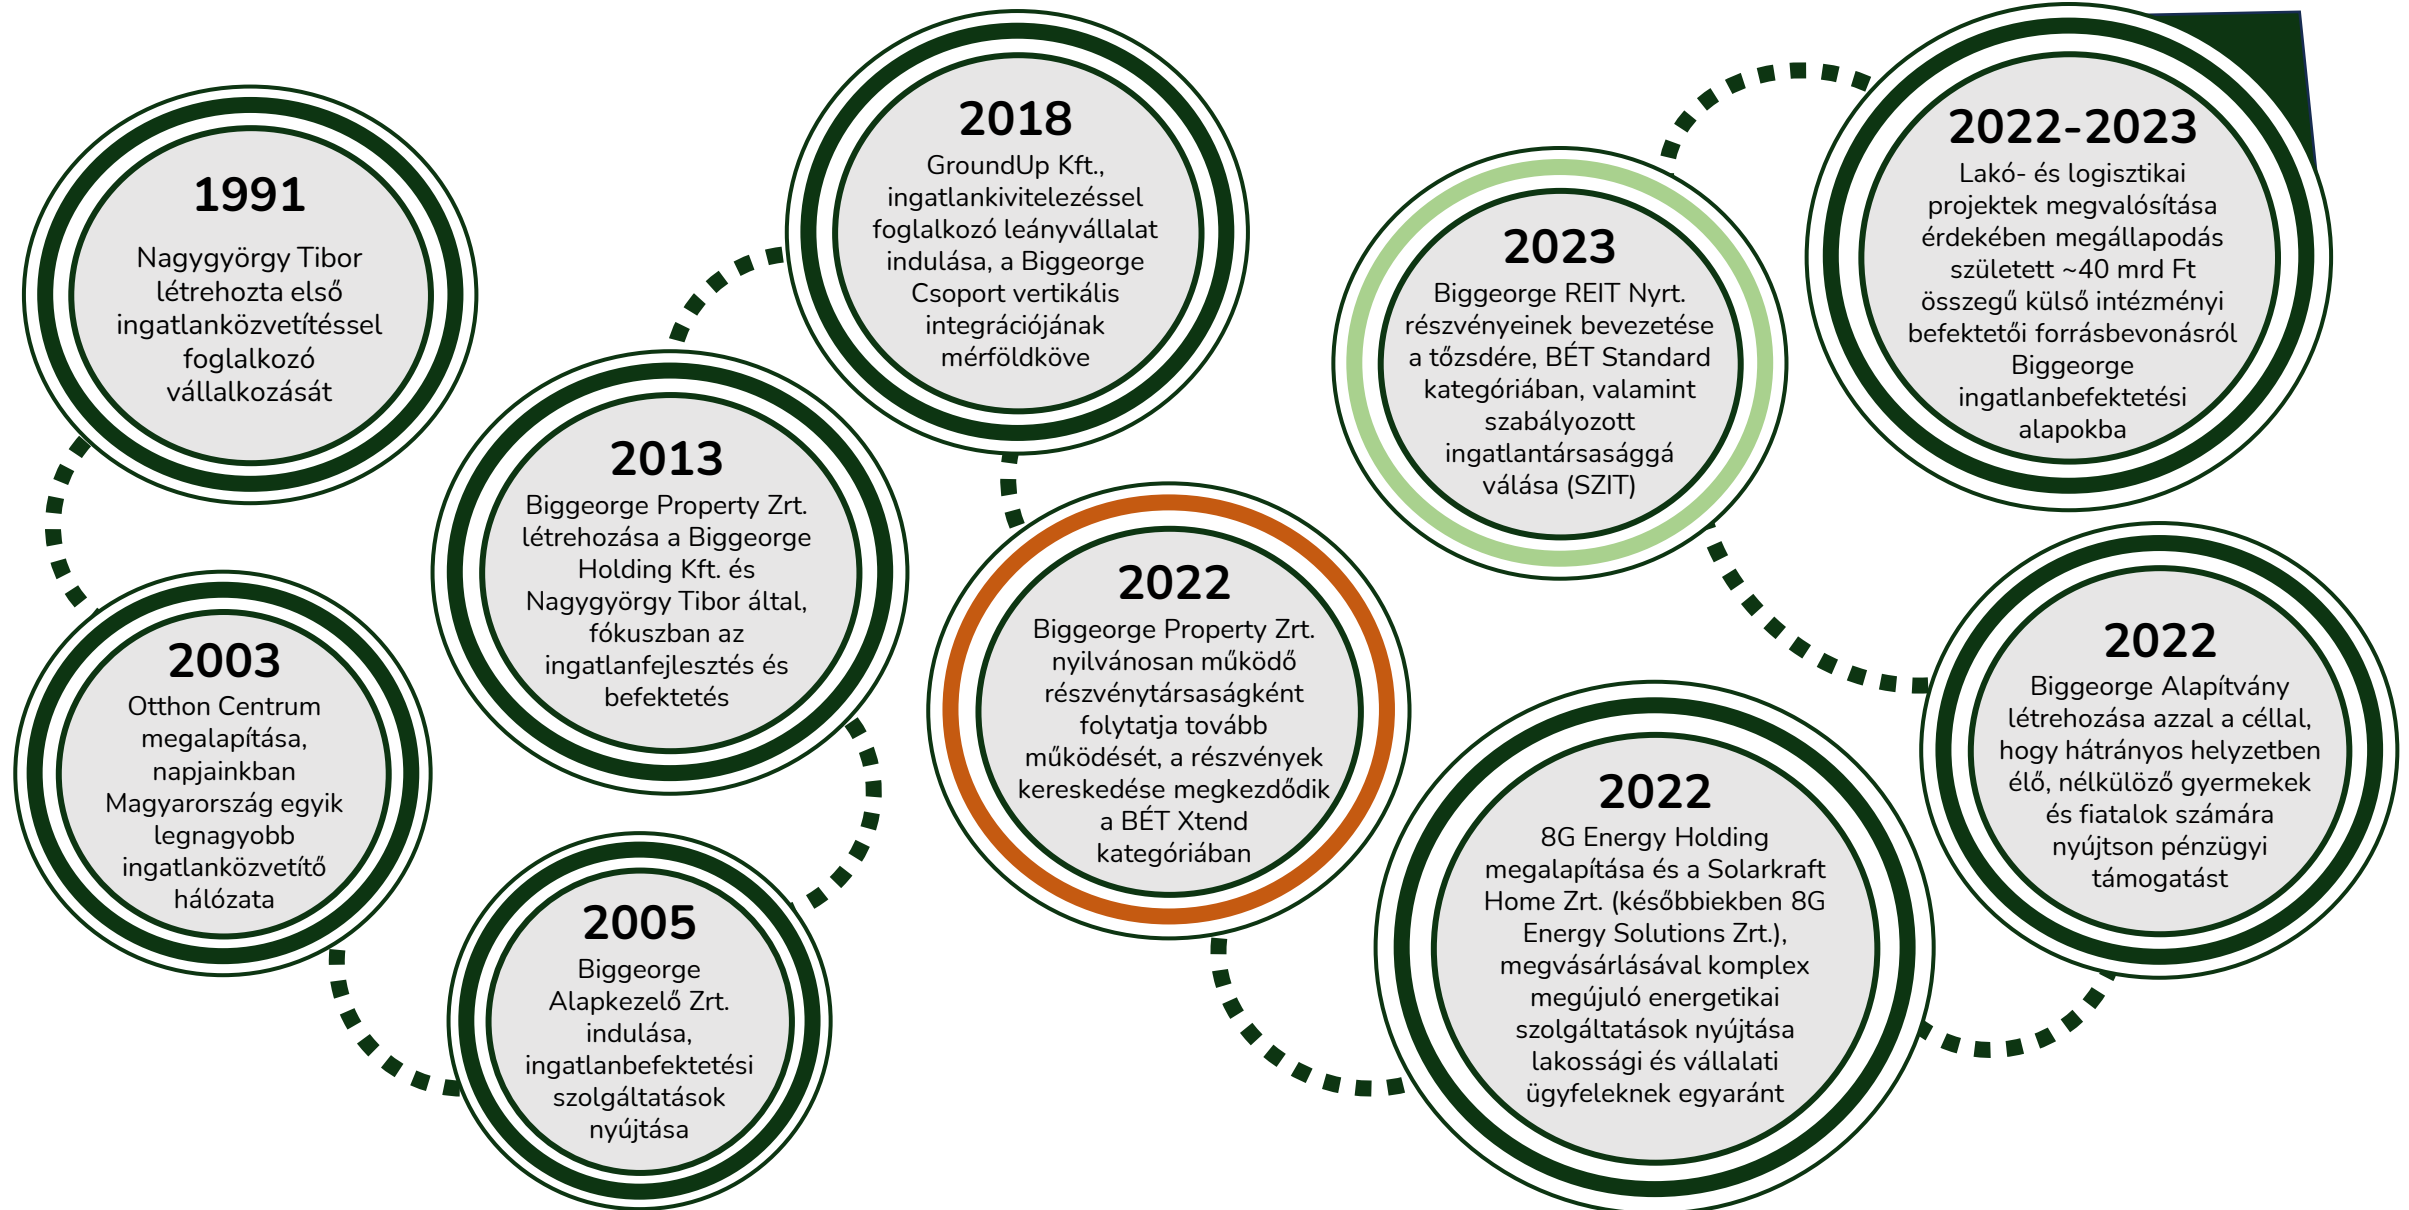 1991
Nagygyörgy Tibor
létrehozta első
ingatlanközvetítéssel
foglalkozó
vállalkozását
2003
Otthon Centrum
megalapítása,
napjainkban
Magyarország egyik
legnagyobb
ingatlanközvetítő
hálózata
2005
Biggeorge
Alapkezelő Zrt.
indulása,
ingatlanbefektetési
szolgáltatások
nyújtása
2013
Biggeorge Property Zrt.
létrehozása a Biggeorge
Holding Kft. és
Nagygyörgy Tibor által,
fókuszban az
ingatlanfejlesztés és
befektetés
2018
GroundUp Kft.,
ingatlankivitelezéssel
foglalkozó leányvállalat
indulása, a Biggeorge
Csoport vertikális
integrációjának
mérföldköve
2022
Biggeorge Property Zrt.
nyilvánosan működő
részvénytársaságként
folytatja tovább
működését, a részvények
kereskedése megkezdődik
a BÉT Xtend
kategóriában
2022
8G Energy Holding
megalapítása és a Solarkraft
Home Zrt. (későbbiekben 8G
Energy Solutions Zrt.),
megvásárlásával komplex
megújuló energetikai
szolgáltatások nyújtása
lakossági és vállalati
ügyfeleknek egyaránt
2022
Biggeorge Alapítvány
létrehozása azzal a céllal,
hogy hátrányos helyzetben
élő, nélkülöző gyermekek
és fiatalok számára
nyújtson pénzügyi
támogatást
2023
Biggeorge REIT Nyrt.
részvényeinek bevezetése
a tőzsdére, BÉT Standard
kategóriában, valamint
szabályozott
ingatlantársasággá
válása (SZIT)
2022-2023
Lakó- és logisztikai
projektek megvalósítása
érdekében megállapodás
született ~40 mrd Ft
összegű külső intézményi
befektetői forrásbevonásról
Biggeorge
ingatlanbefektetési
alapokba